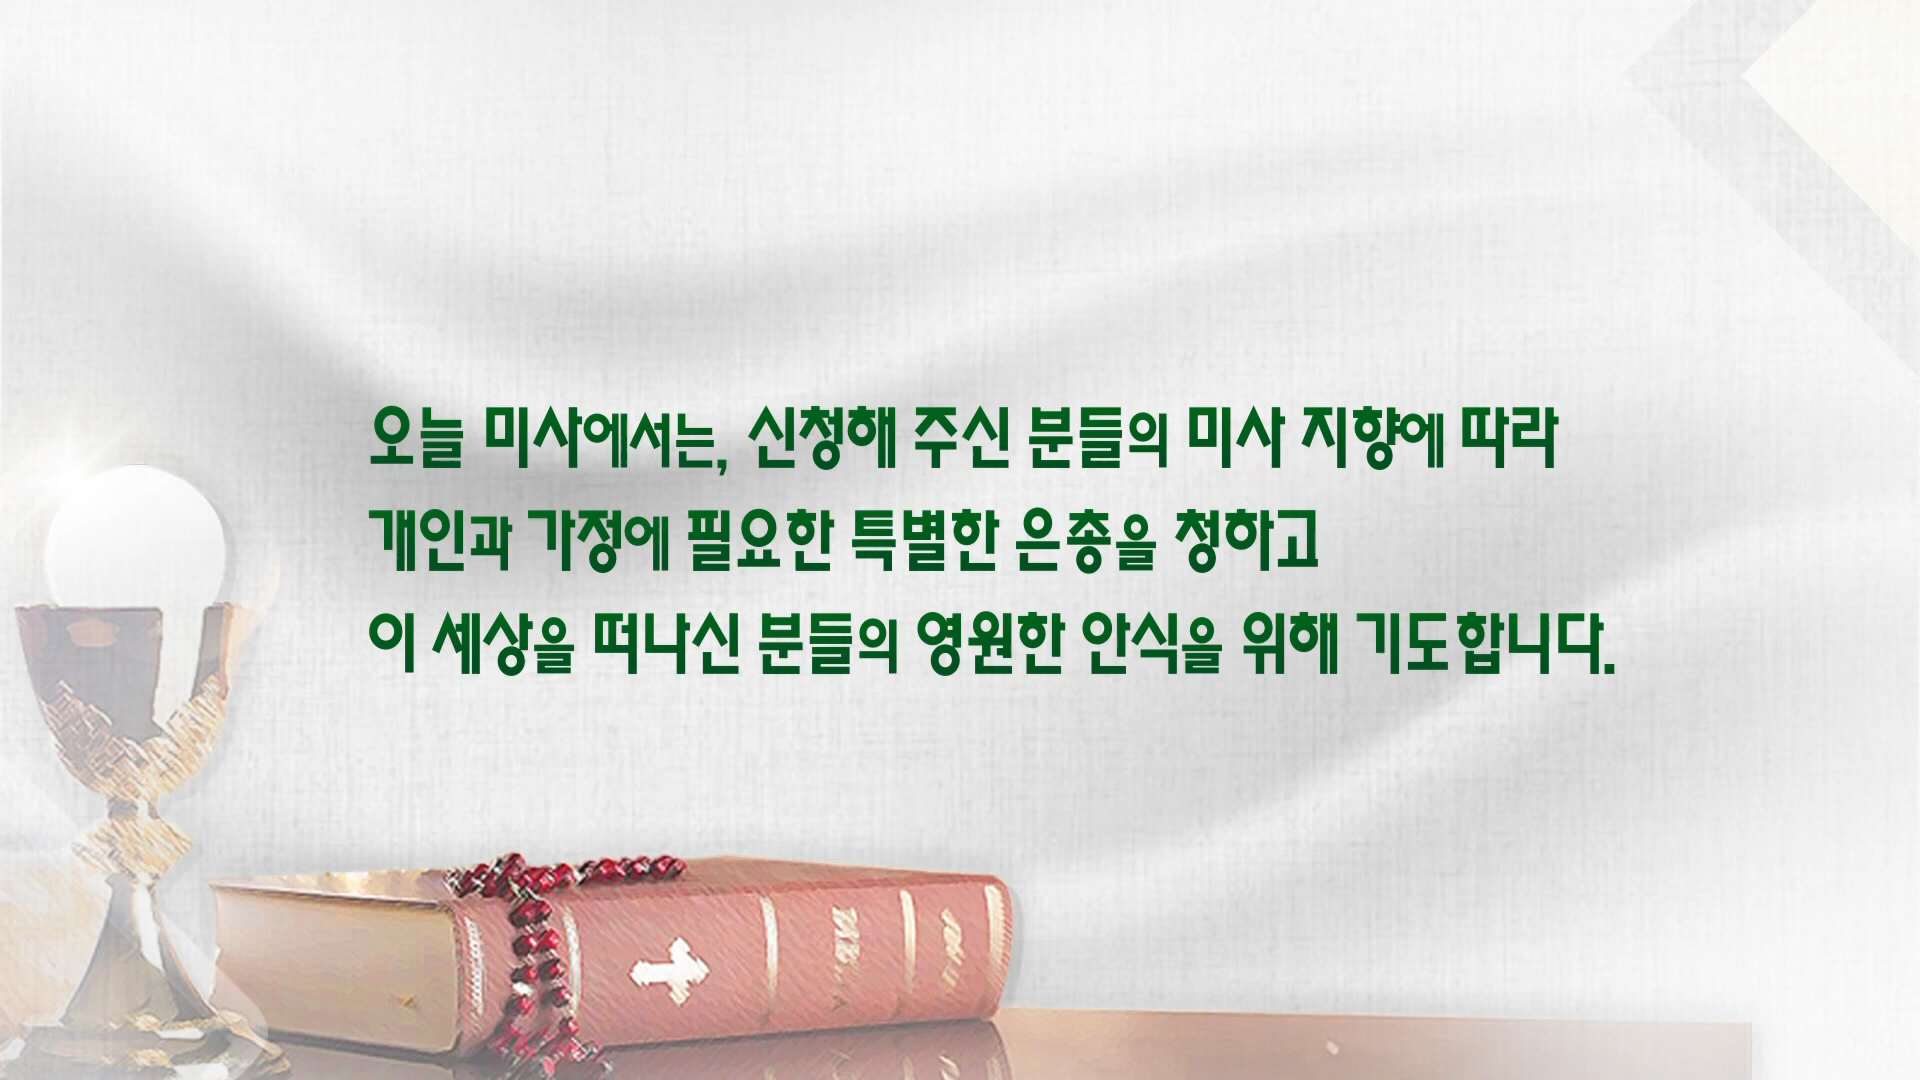 오늘 미사에서는, 신청해 주신 분들의 미사 지향에 따라
개인과 가정에 필요한 특별한 은총을 청하고
이 세상을 떠나신 분들의 영원한 안식을 위해 기도합니다.